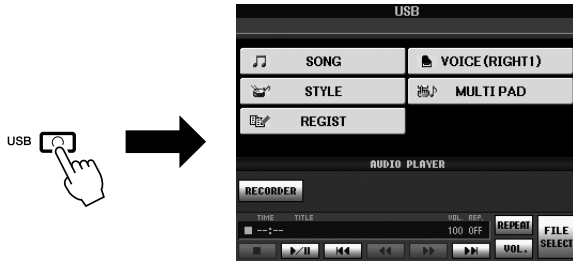 USB
USB
SONG
VOICE(RIGHT1)
STYLE
MULTI PAD
REGIST
AUDIO PLAYER
RECORDER
TIME TITLE VOL. REP.
--:-- 100 OFF
REPEAT
VOL.
FILE
SELECT